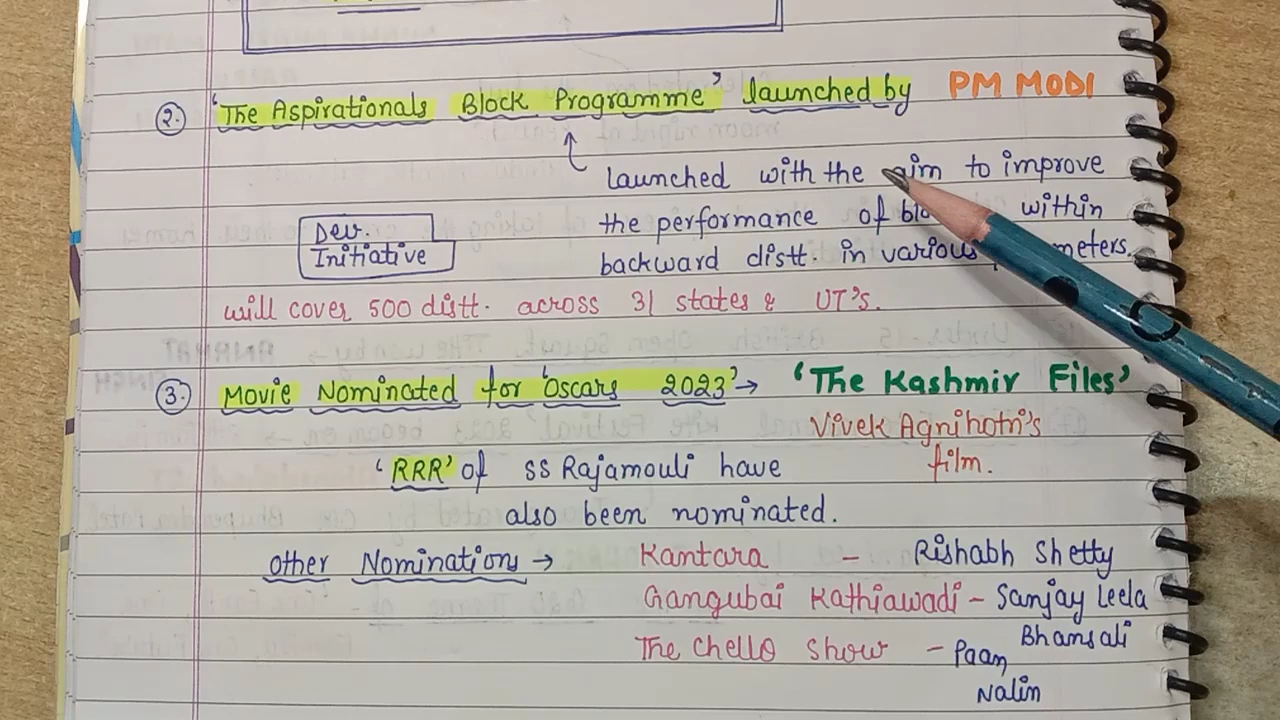 2. 'The Aspirationals Block Programme' launched by PM MODI
launched with the aim to improve
the performance of within
Dev.
Initiative
backward distt. in various
will cover 500 distt. across 31 states & UT's.
3. Movie Nominated for 'Oscars 2023' → 'The Kashmir Files'
Vivek Agnihotri's
film.
'RRR' of SS Rajamouli have
also been nominated.
Other Nominations → Kantara - Rishabh Shetty
Gangubai Kathiawadi - Sanjay Leela
Bhansali
The Chello Show - Paan
Nalin